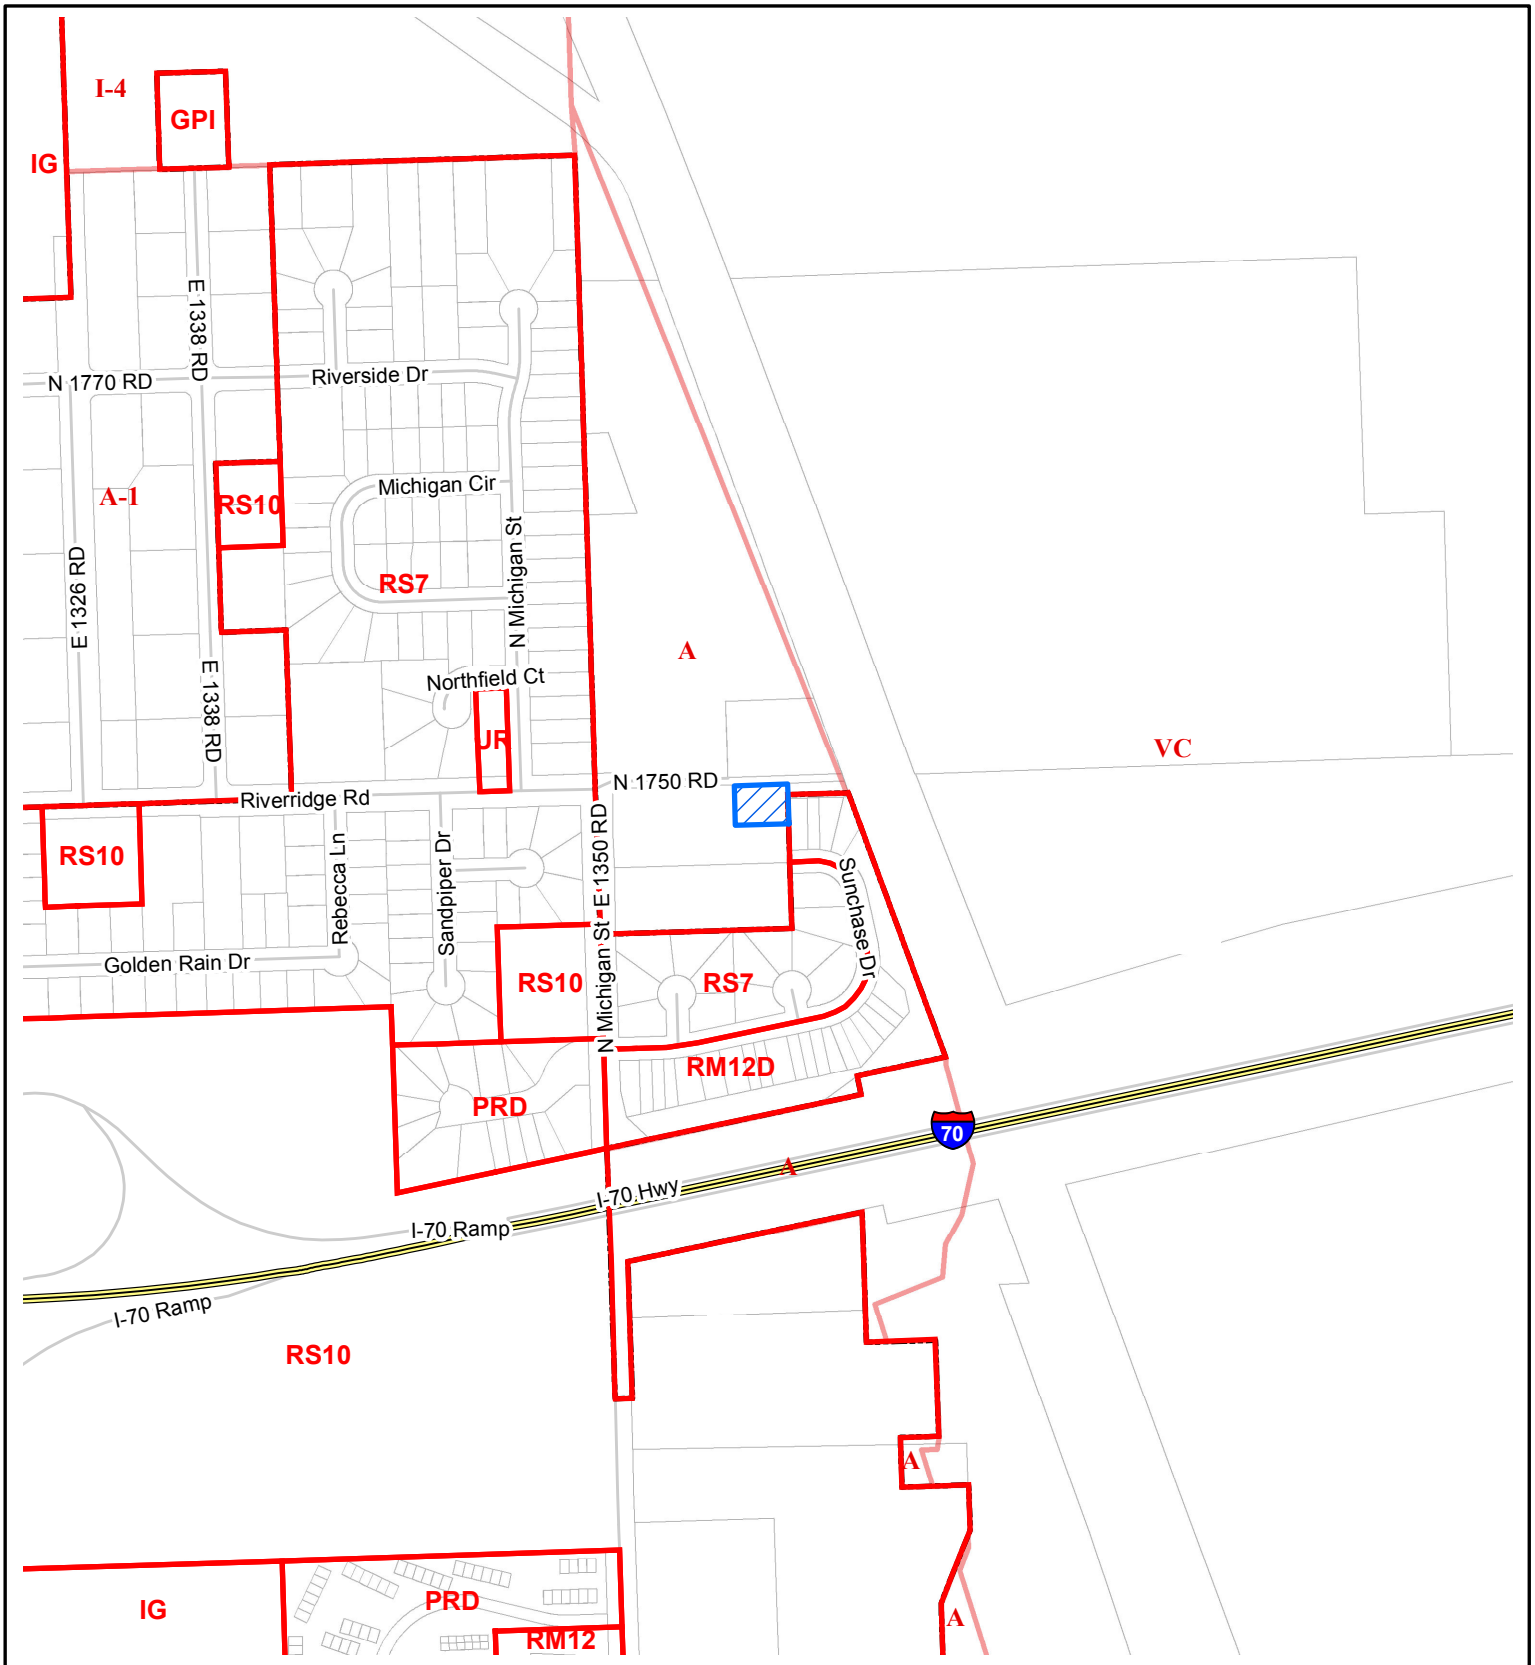 I-4
GPI
IG
E 1338 RD
N 1770 RD
Riverside Dr
Michigan Cir
A-1
RS10
N Michigan St
E 1326 RD
RS7
A
E 1338 RD
Northfield Ct
UR
VC
N 1750 RD
Riverridge Rd
RS10
Rebecca Ln
Sandpiper Dr
E 1350 RD
Sunchase Dr
Golden Rain Dr
RS10
N Michigan St
RS7
RM12D
PRD
70
A
I-70 Hwy
I-70 Ramp
I-70 Ramp
RS10
A
IG
PRD
RM12
A